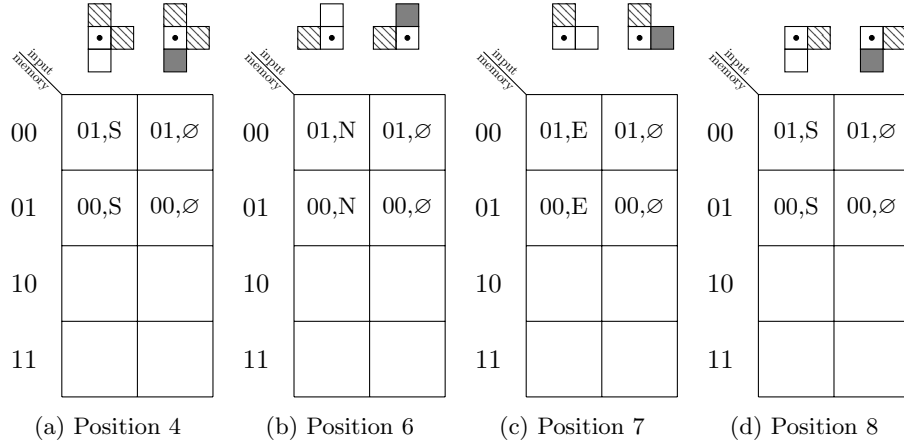 input memory input memory input memory input memory
00 01,S 01,∅ 00 01,N 01,∅ 00 01,E 01,∅ 00 01,S 01,∅
01 00,S 00,∅ 01 00,N 00,∅ 01 00,E 00,∅ 01 00,S 00,∅
10 10 10 10
11 11 11 11
(a) Position 4 (b) Position 6 (c) Position 7 (d) Position 8